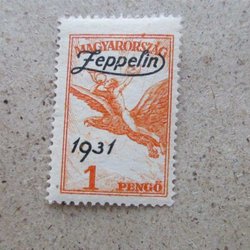 MAGYARORSZÁG
Zeppelin
1931
1 PENGŐ